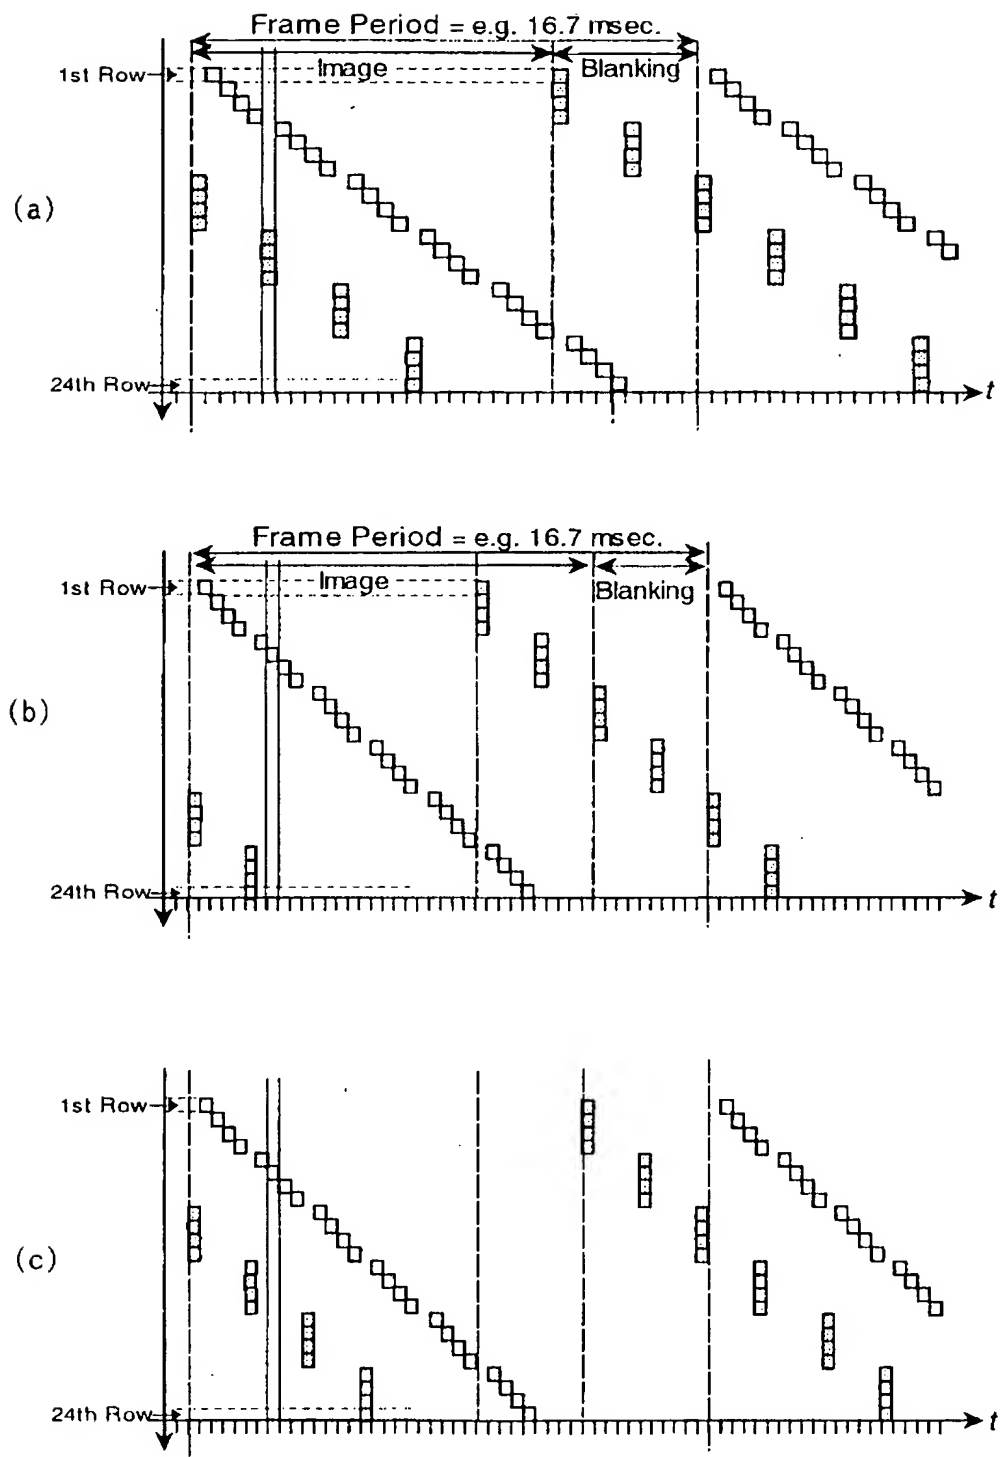 Frame Period = e.g. 16.7 msec.
Image
Blanking
1st Row
(a)
24th Row
t
Frame Period = e.g. 16.7 msec.
Image
Blanking
1st Row
(b)
24th Row
t
1st Row
(c)
24th Row
t